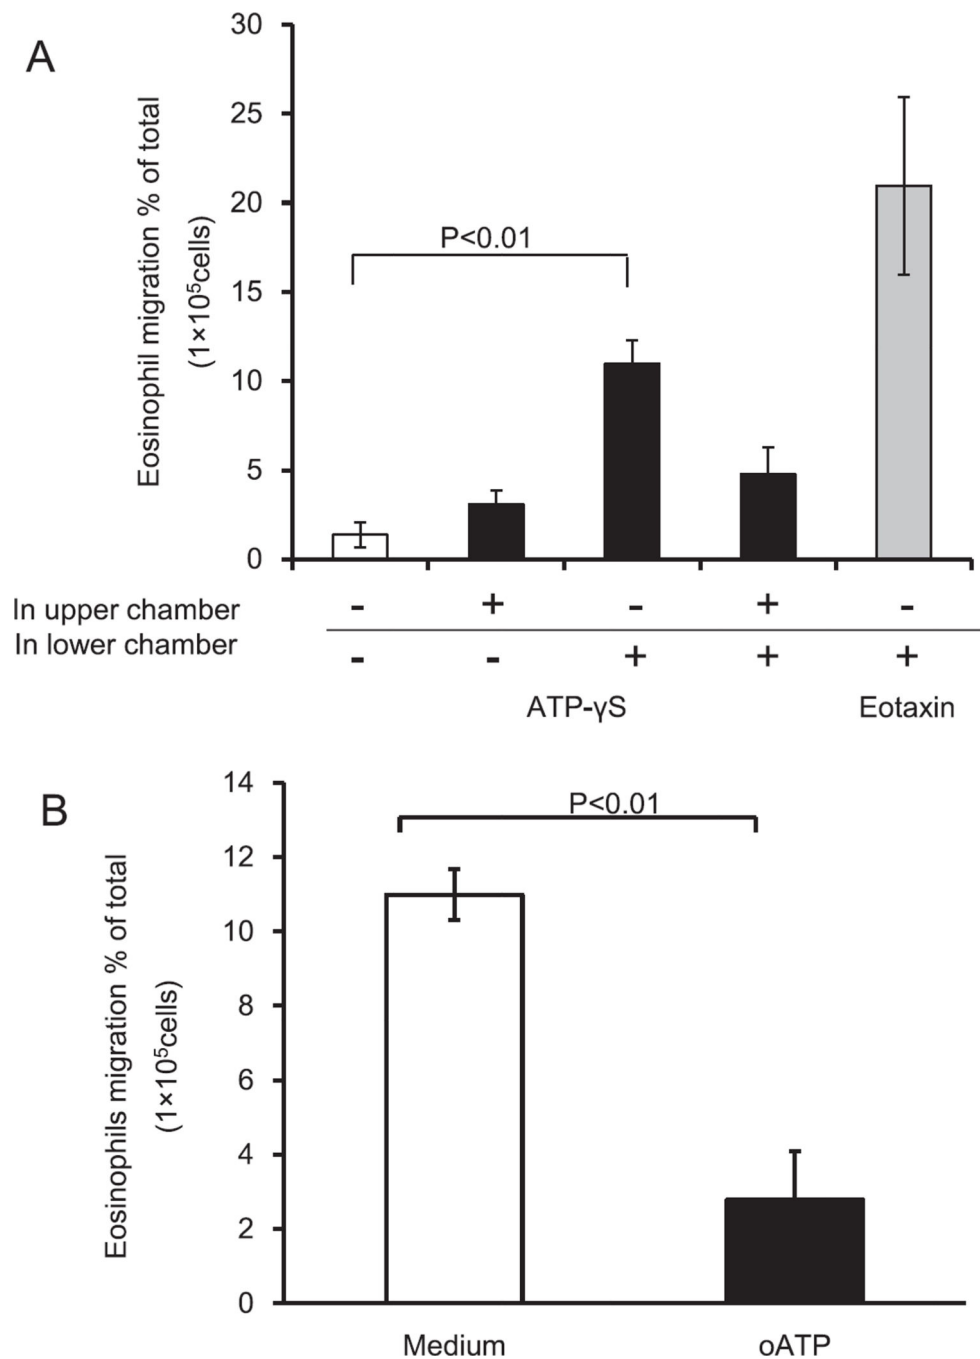 A
Eosinophil migration % of total
(1×10⁵cells)
30
25
20
15
10
5
0
P<0.01
In upper chamber - + - + -
In lower chamber - - + + +
ATP-γS Eotaxin
B
Eosinophils migration % of total
(1×10⁵cells)
14
12
10
8
6
4
2
0
P<0.01
Medium oATP